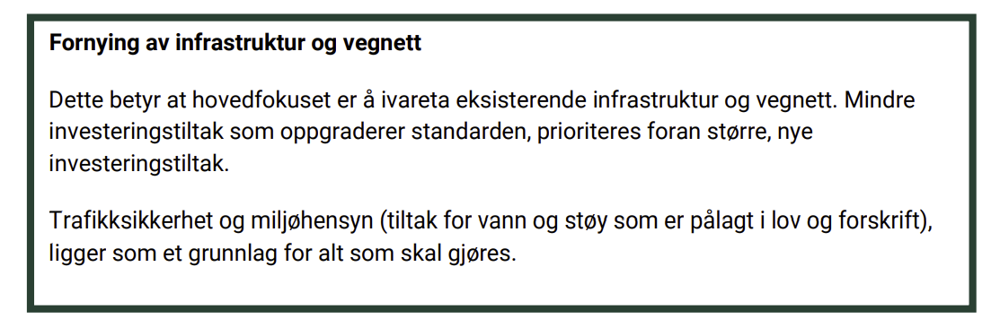 Fornying av infrastruktur og vegnett
Dette betyr at hovedfokuset er å ivareta eksisterende infrastruktur og vegnett. Mindre
investeringstiltak som oppgraderer standarden, prioriteres foran større, nye
investeringstiltak.
Trafikksikkerhet og miljøhensyn (tiltak for vann og støy som er pålagt i lov og forskrift),
ligger som et grunnlag for alt som skal gjøres.